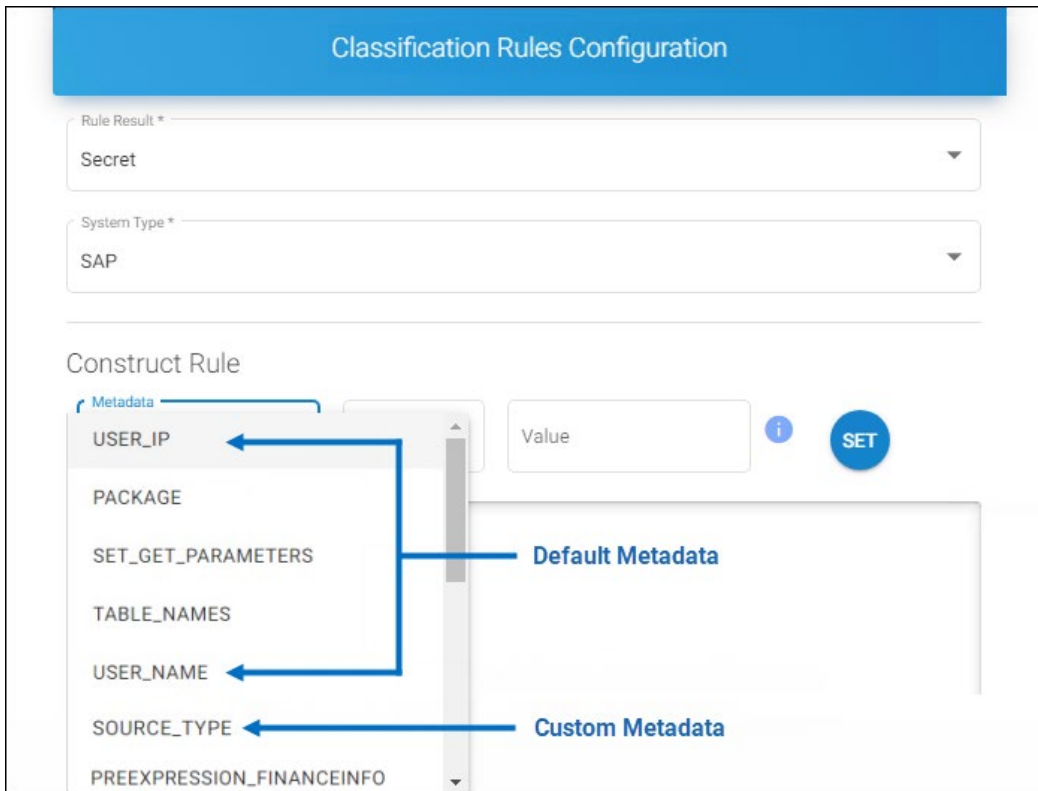 Classification Rules Configuration
Rule Result *
Secret
System Type *
SAP
Construct Rule
Metadata
Value
i
SET
USER_IP
PACKAGE
SET_GET_PARAMETERS
Default Metadata
TABLE_NAMES
USER_NAME
SOURCE_TYPE
Custom Metadata
PREEXPRESSION_FINANCEINFO